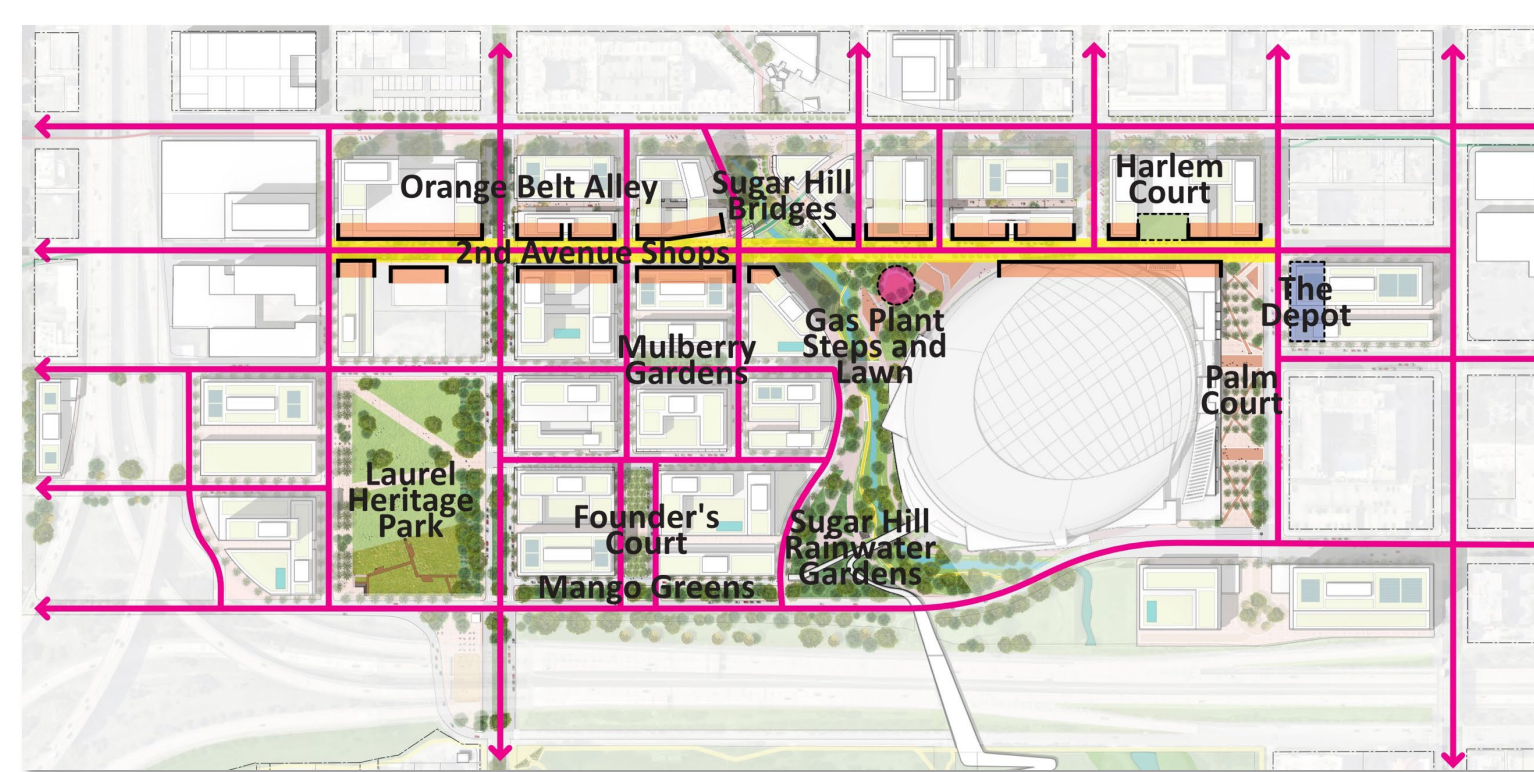 Orange Belt Alley
Sugar Hill
Bridges
Harlem
Court
2nd Avenue Shops
The
Depot
Gas Plant
Steps and
Lawn
Mulberry
Gardens
Palm
Court
Laurel
Heritage
Park
Founder's
Court
Sugar Hill
Rainwater
Gardens
Mango Greens